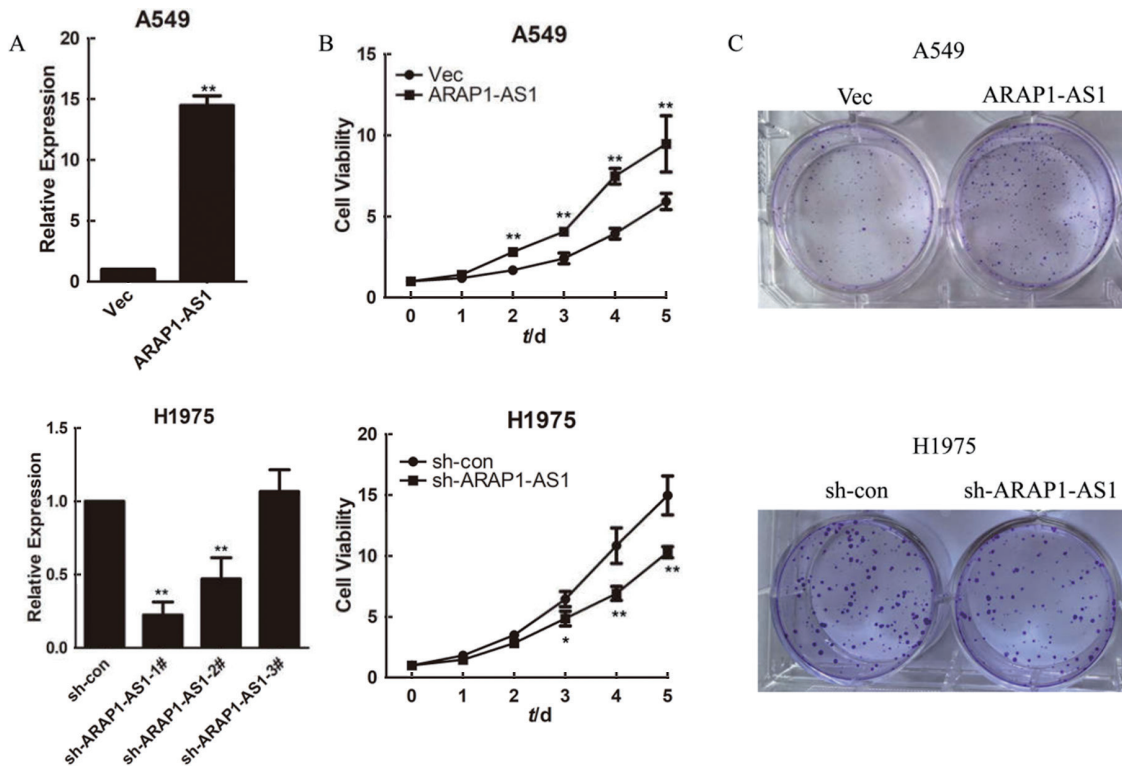 A
A549
Relative Expression
20
15
10
5
0
**
Vec
ARAP1-AS1
B
A549
Cell Viability
15
10
5
0
Vec
ARAP1-AS1
**
**
**
**
0 1 2 3 4 5
t/d
C
A549
Vec ARAP1-AS1
H1975
Relative Expression
1.5
1.0
0.5
0.0
**
**
sh-con
sh-ARAP1-AS1-1#
sh-ARAP1-AS1-2#
sh-ARAP1-AS1-3#
H1975
Cell Viability
20
15
10
5
0
sh-con
sh-ARAP1-AS1
*
**
**
0 1 2 3 4 5
t/d
H1975
sh-con sh-ARAP1-AS1